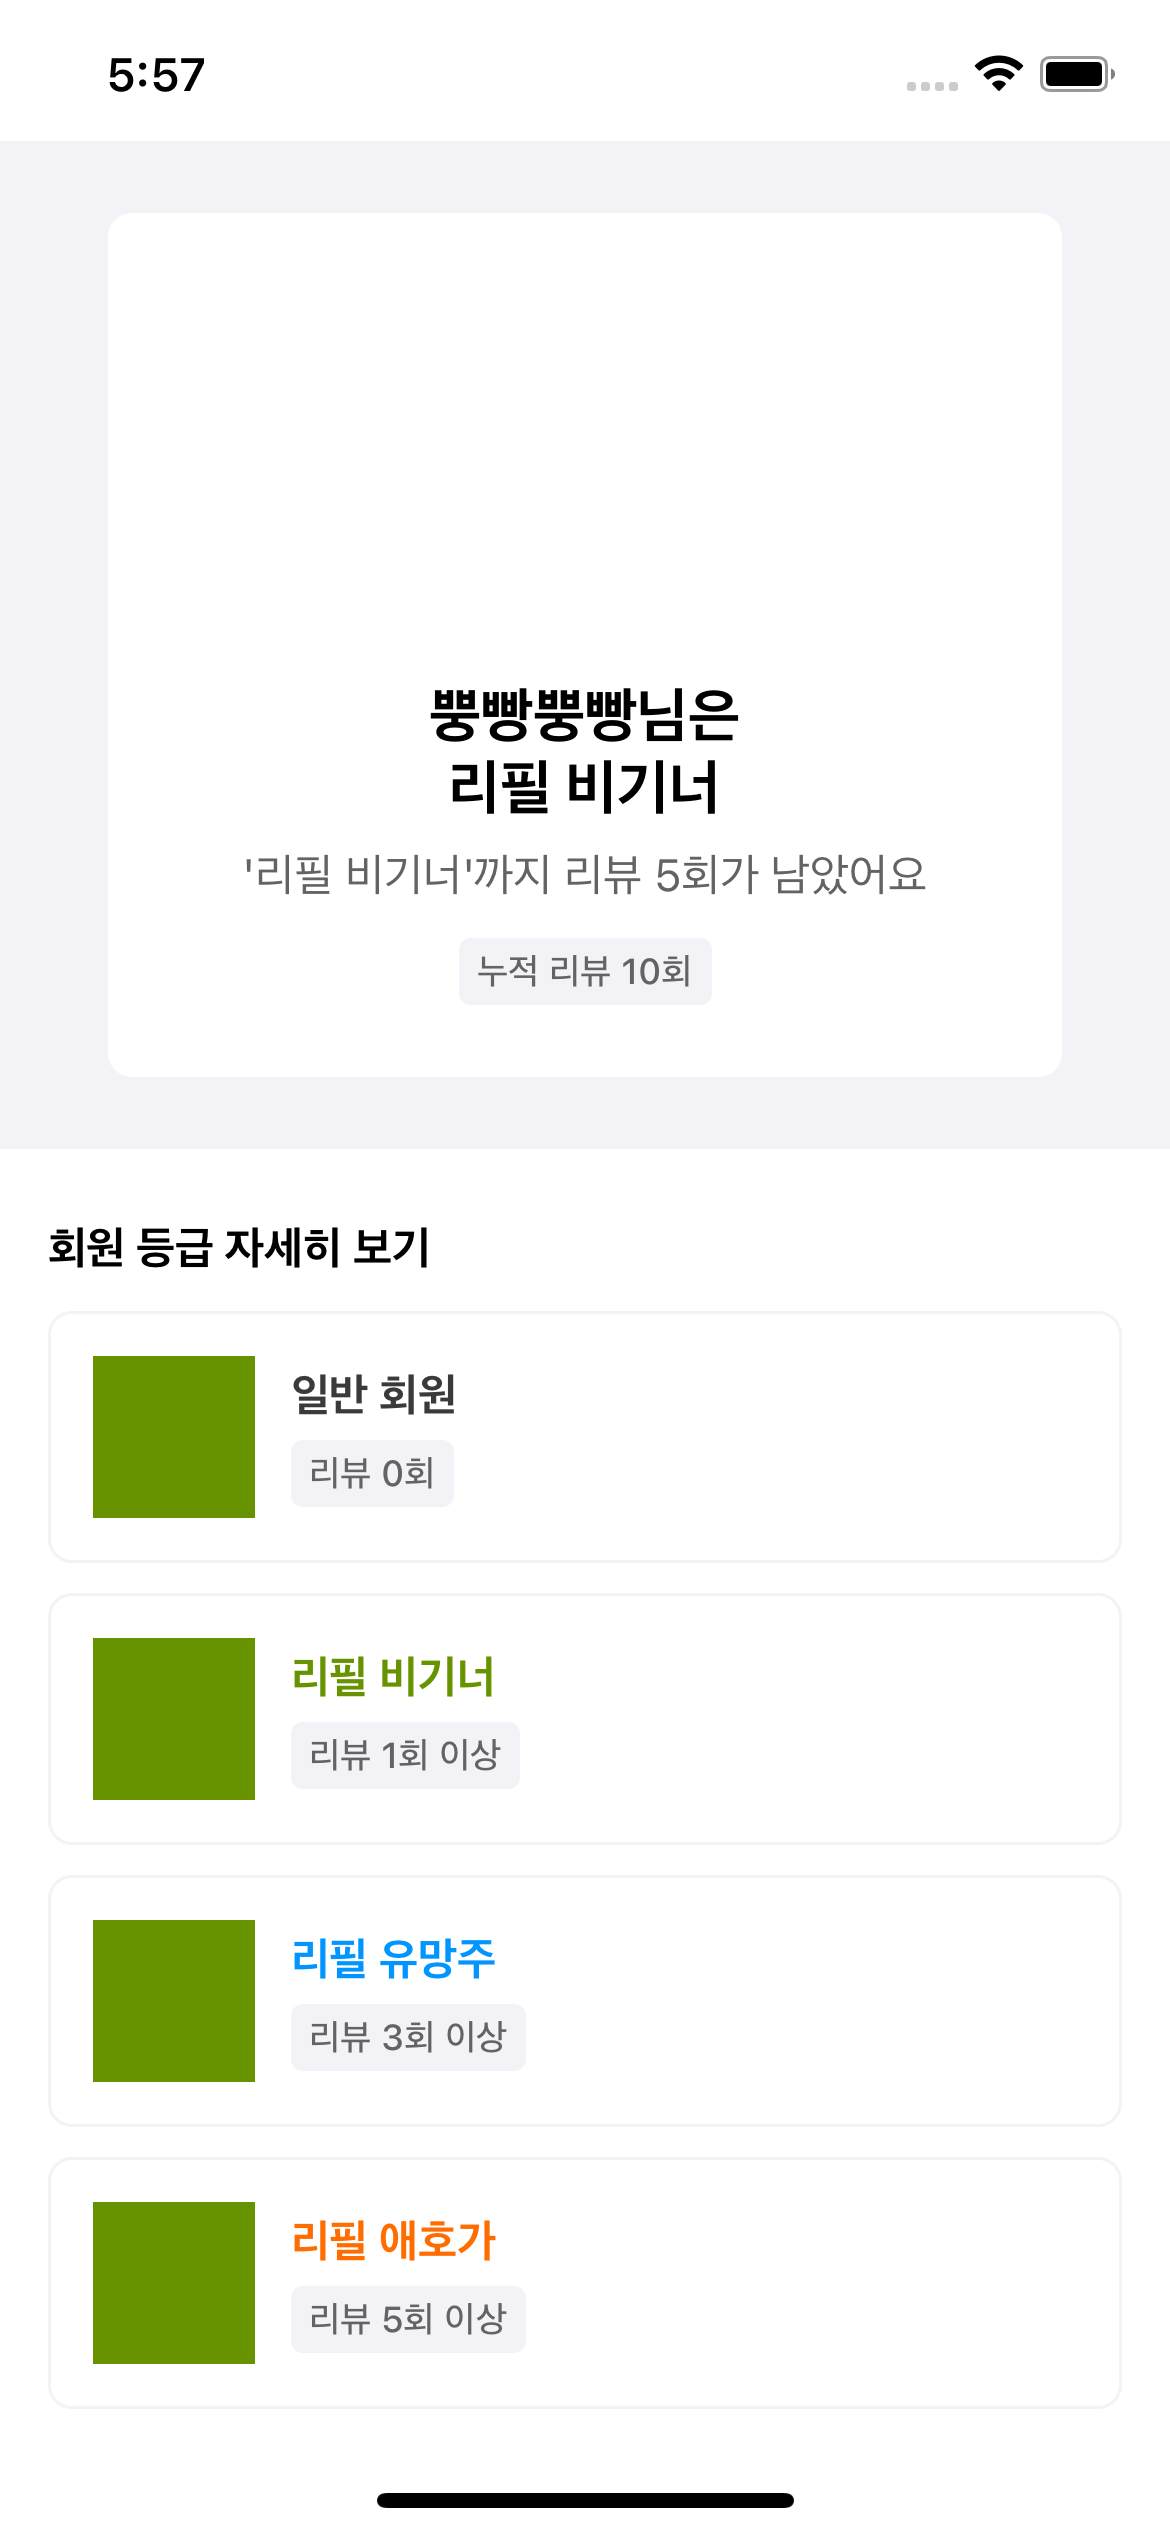 5:57
뿡빵뿡빵님은
리필 비기너
'리필 비기너'까지 리뷰 5회가 남았어요
누적 리뷰 10회
회원 등급 자세히 보기
일반 회원
리뷰 0회
리필 비기너
리뷰 1회 이상
리필 유망주
리뷰 3회 이상
리필 애호가
리뷰 5회 이상